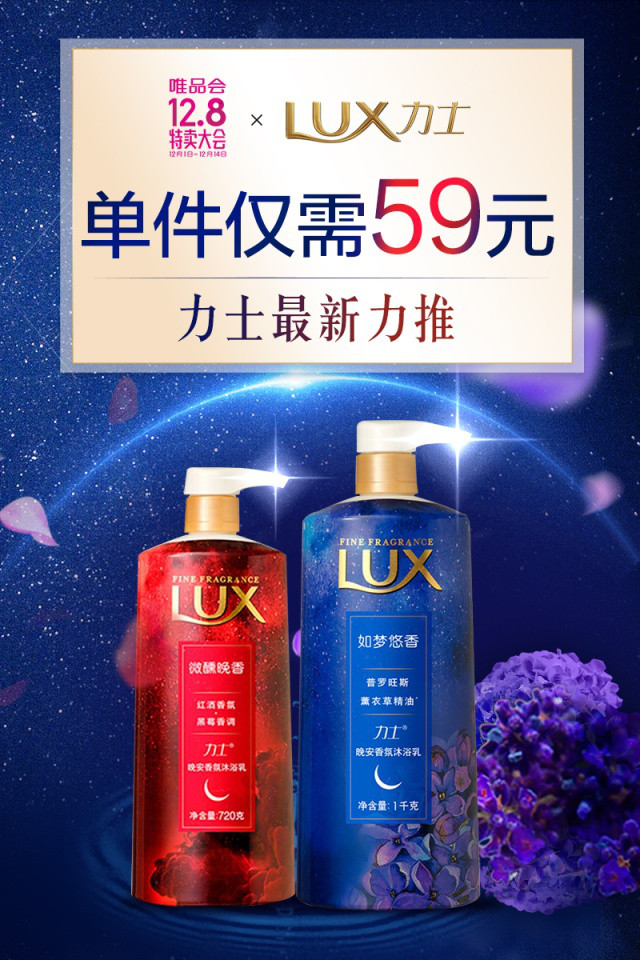 唯品会
12.8
特卖大会
12月1日-12月14日
×
LUX力士
单件仅需59元
力士最新力推
FINE FRAGRANCE
LUX
微醺晚香
红酒香氛
黑莓香调
力士®
晚安香氛沐浴乳
净含量:720克
FINE FRAGRANCE
LUX
如梦悠香
普罗旺斯
薰衣草精油*
力士®
晚安香氛沐浴乳
净含量:1千克